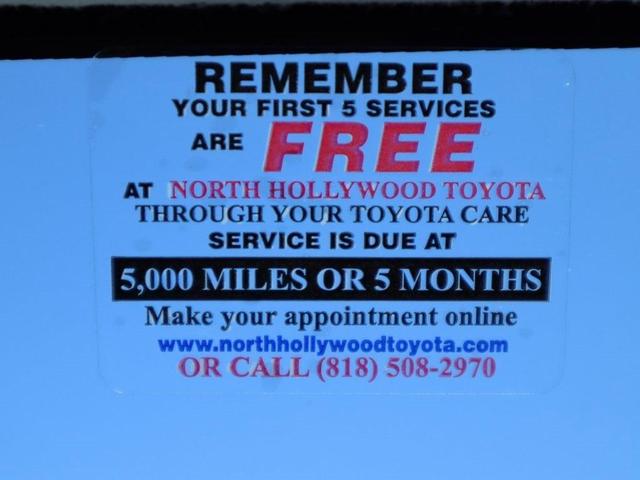 REMEMBER
YOUR FIRST 5 SERVICES
ARE FREE
AT NORTH HOLLYWOOD TOYOTA
THROUGH YOUR TOYOTA CARE
SERVICE IS DUE AT
5,000 MILES OR 5 MONTHS
Make your appointment online
www.northhollywoodtoyota.com
OR CALL (818) 508-2970